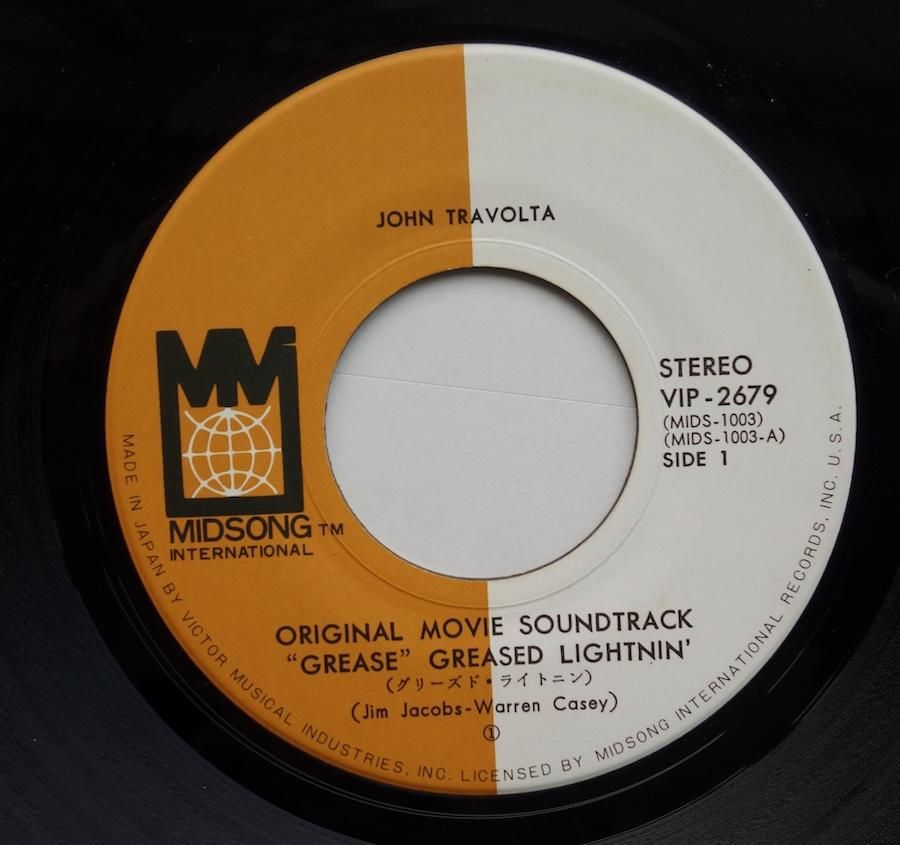 JOHN TRAVOLTA
STEREO
VIP-2679
(MIDS-1003)
(MIDS-1003-A)
SIDE 1
MIDSONG TM
INTERNATIONAL
ORIGINAL MOVIE SOUNDTRACK
“GREASE” GREASED LIGHTNIN’
(グリーズド・ライトニン)
(Jim Jacobs-Warren Casey)
①
MADE IN JAPAN BY VICTOR MUSICAL INDUSTRIES, INC. LICENSED BY MIDSONG INTERNATIONAL RECORDS, INC. U.S.A.